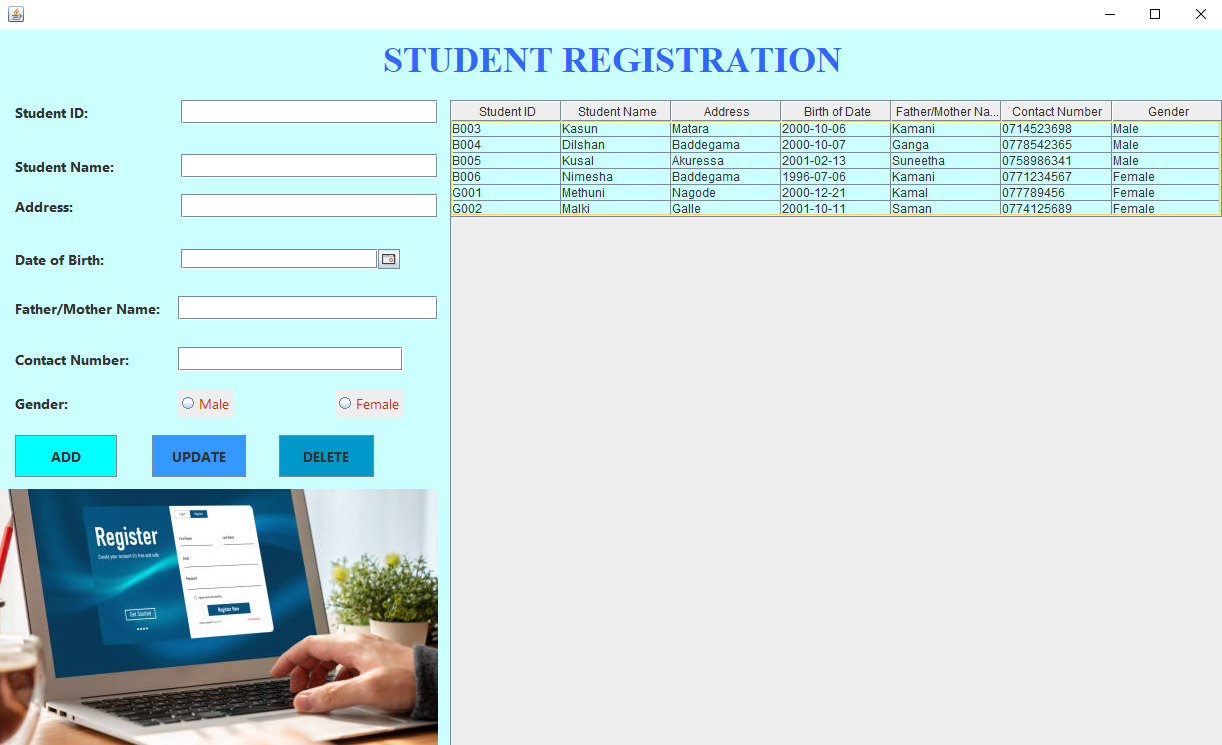 STUDENT REGISTRATION
Student ID:
Student Name:
Address:
Date of Birth:
Father/Mother Name:
Contact Number:
Gender: Male Female
ADD UPDATE DELETE
Student ID Student Name Address Birth of Date Father/Mother Na... Contact Number Gender
B003 Kasun Matara 2000-10-06 Kamani 0714523698 Male
B004 Dilshan Baddegama 2000-10-07 Ganga 0778542365 Male
B005 Kusal Akuressa 2001-02-13 Suneetha 0758986341 Male
B006 Nimesha Baddegama 1996-07-06 Kamani 0771234567 Female
G001 Methuni Nagode 2000-12-21 Kamal 077789456 Female
G002 Malki Galle 2001-10-11 Saman 0774125689 Female
Register
Create your account it's free and safe
Get Started
Register
First Name Last Name
Email
Password
Register Now